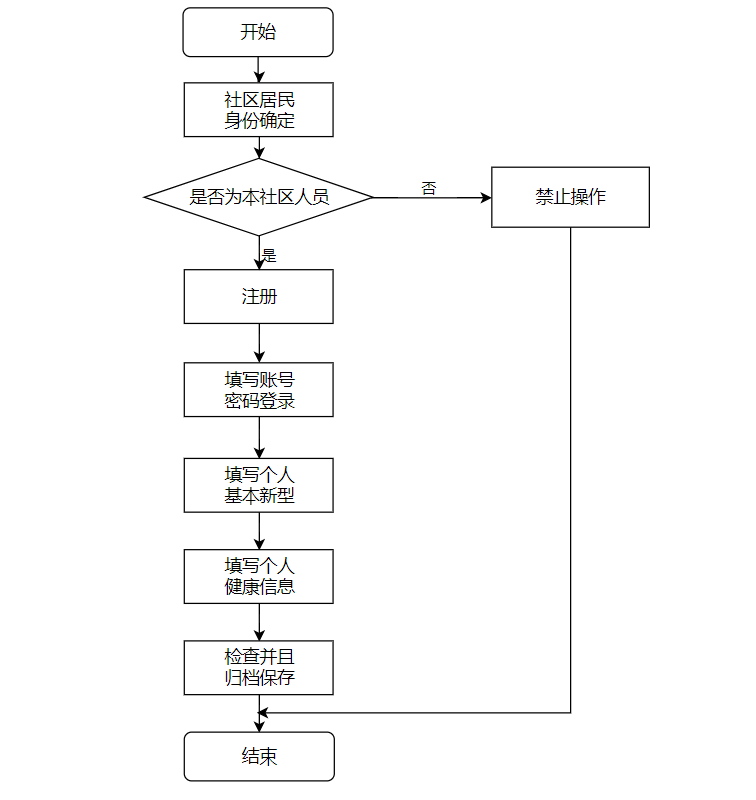 开始
社区居民
身份确定
是否为本社区人员
否
禁止操作
是
注册
填写账号
密码登录
填写个人
基本新型
填写个人
健康信息
检查并且
归档保存
结束